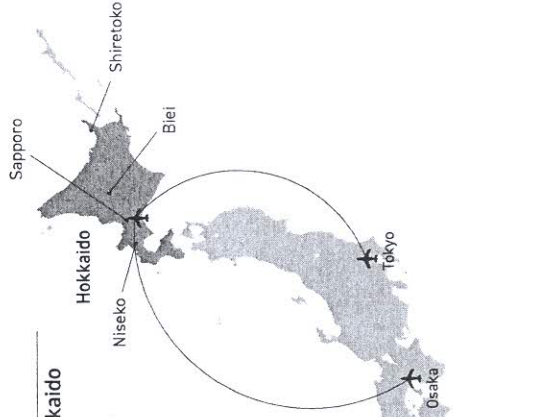 kaido
Hokkaido
Sapporo
Shiretoko
Biei
Niseko
Tokyo
Osaka